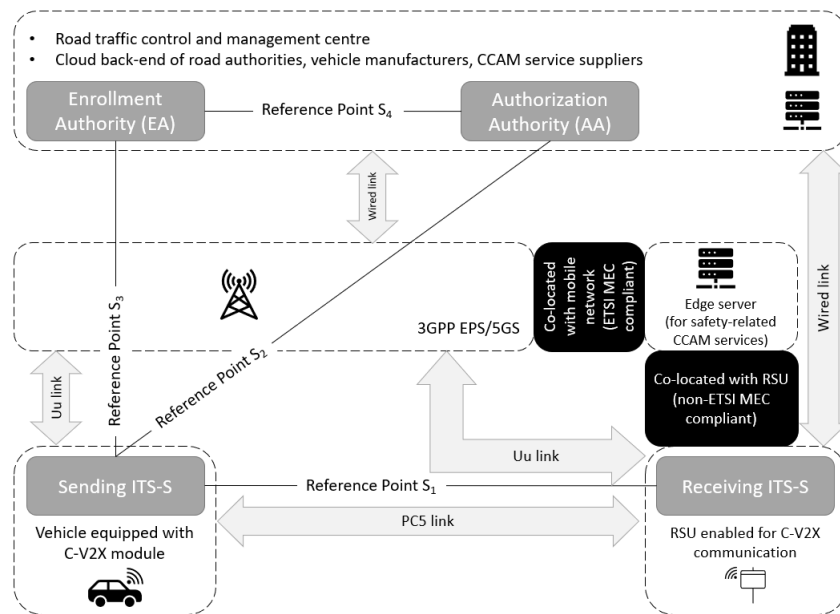 • Road traffic control and management centre
• Cloud back-end of road authorities, vehicle manufacturers, CCAM service suppliers
Enrollment
Authority (EA)
Reference Point S4
Authorization
Authority (AA)
Wired link
Wired link
Reference Point S3
Reference Point S2
3GPP EPS/5GS
Co-located
with mobile
network
(ETSI MEC
compliant)
Edge server
(for safety-related
CCAM services)
Co-located with RSU
(non-ETSI MEC
compliant)
Uu link
Uu link
Sending ITS-S
Reference Point S1
Receiving ITS-S
PC5 link
Vehicle equipped with
C-V2X module
RSU enabled for C-V2X
communication